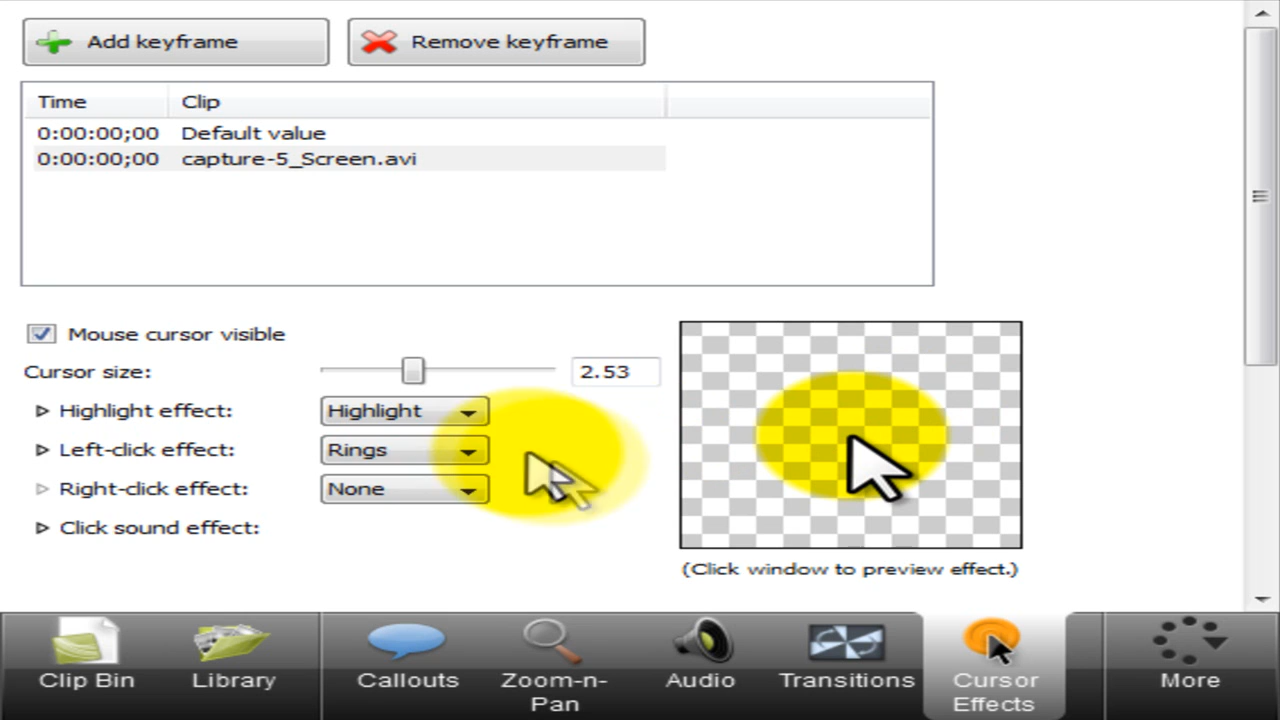 Add keyframe
Remove keyframe
Time Clip
0:00:00;00 Default value
0:00:00;00 capture-5_Screen.avi
Mouse cursor visible
Cursor size: 2.53
Highlight effect: Highlight
Left-click effect: Rings
Right-click effect: None
Click sound effect:
(Click window to preview effect.)
Clip Bin
Library
Callouts
Zoom-n-
Pan
Audio
Transitions
Cursor
Effects
More